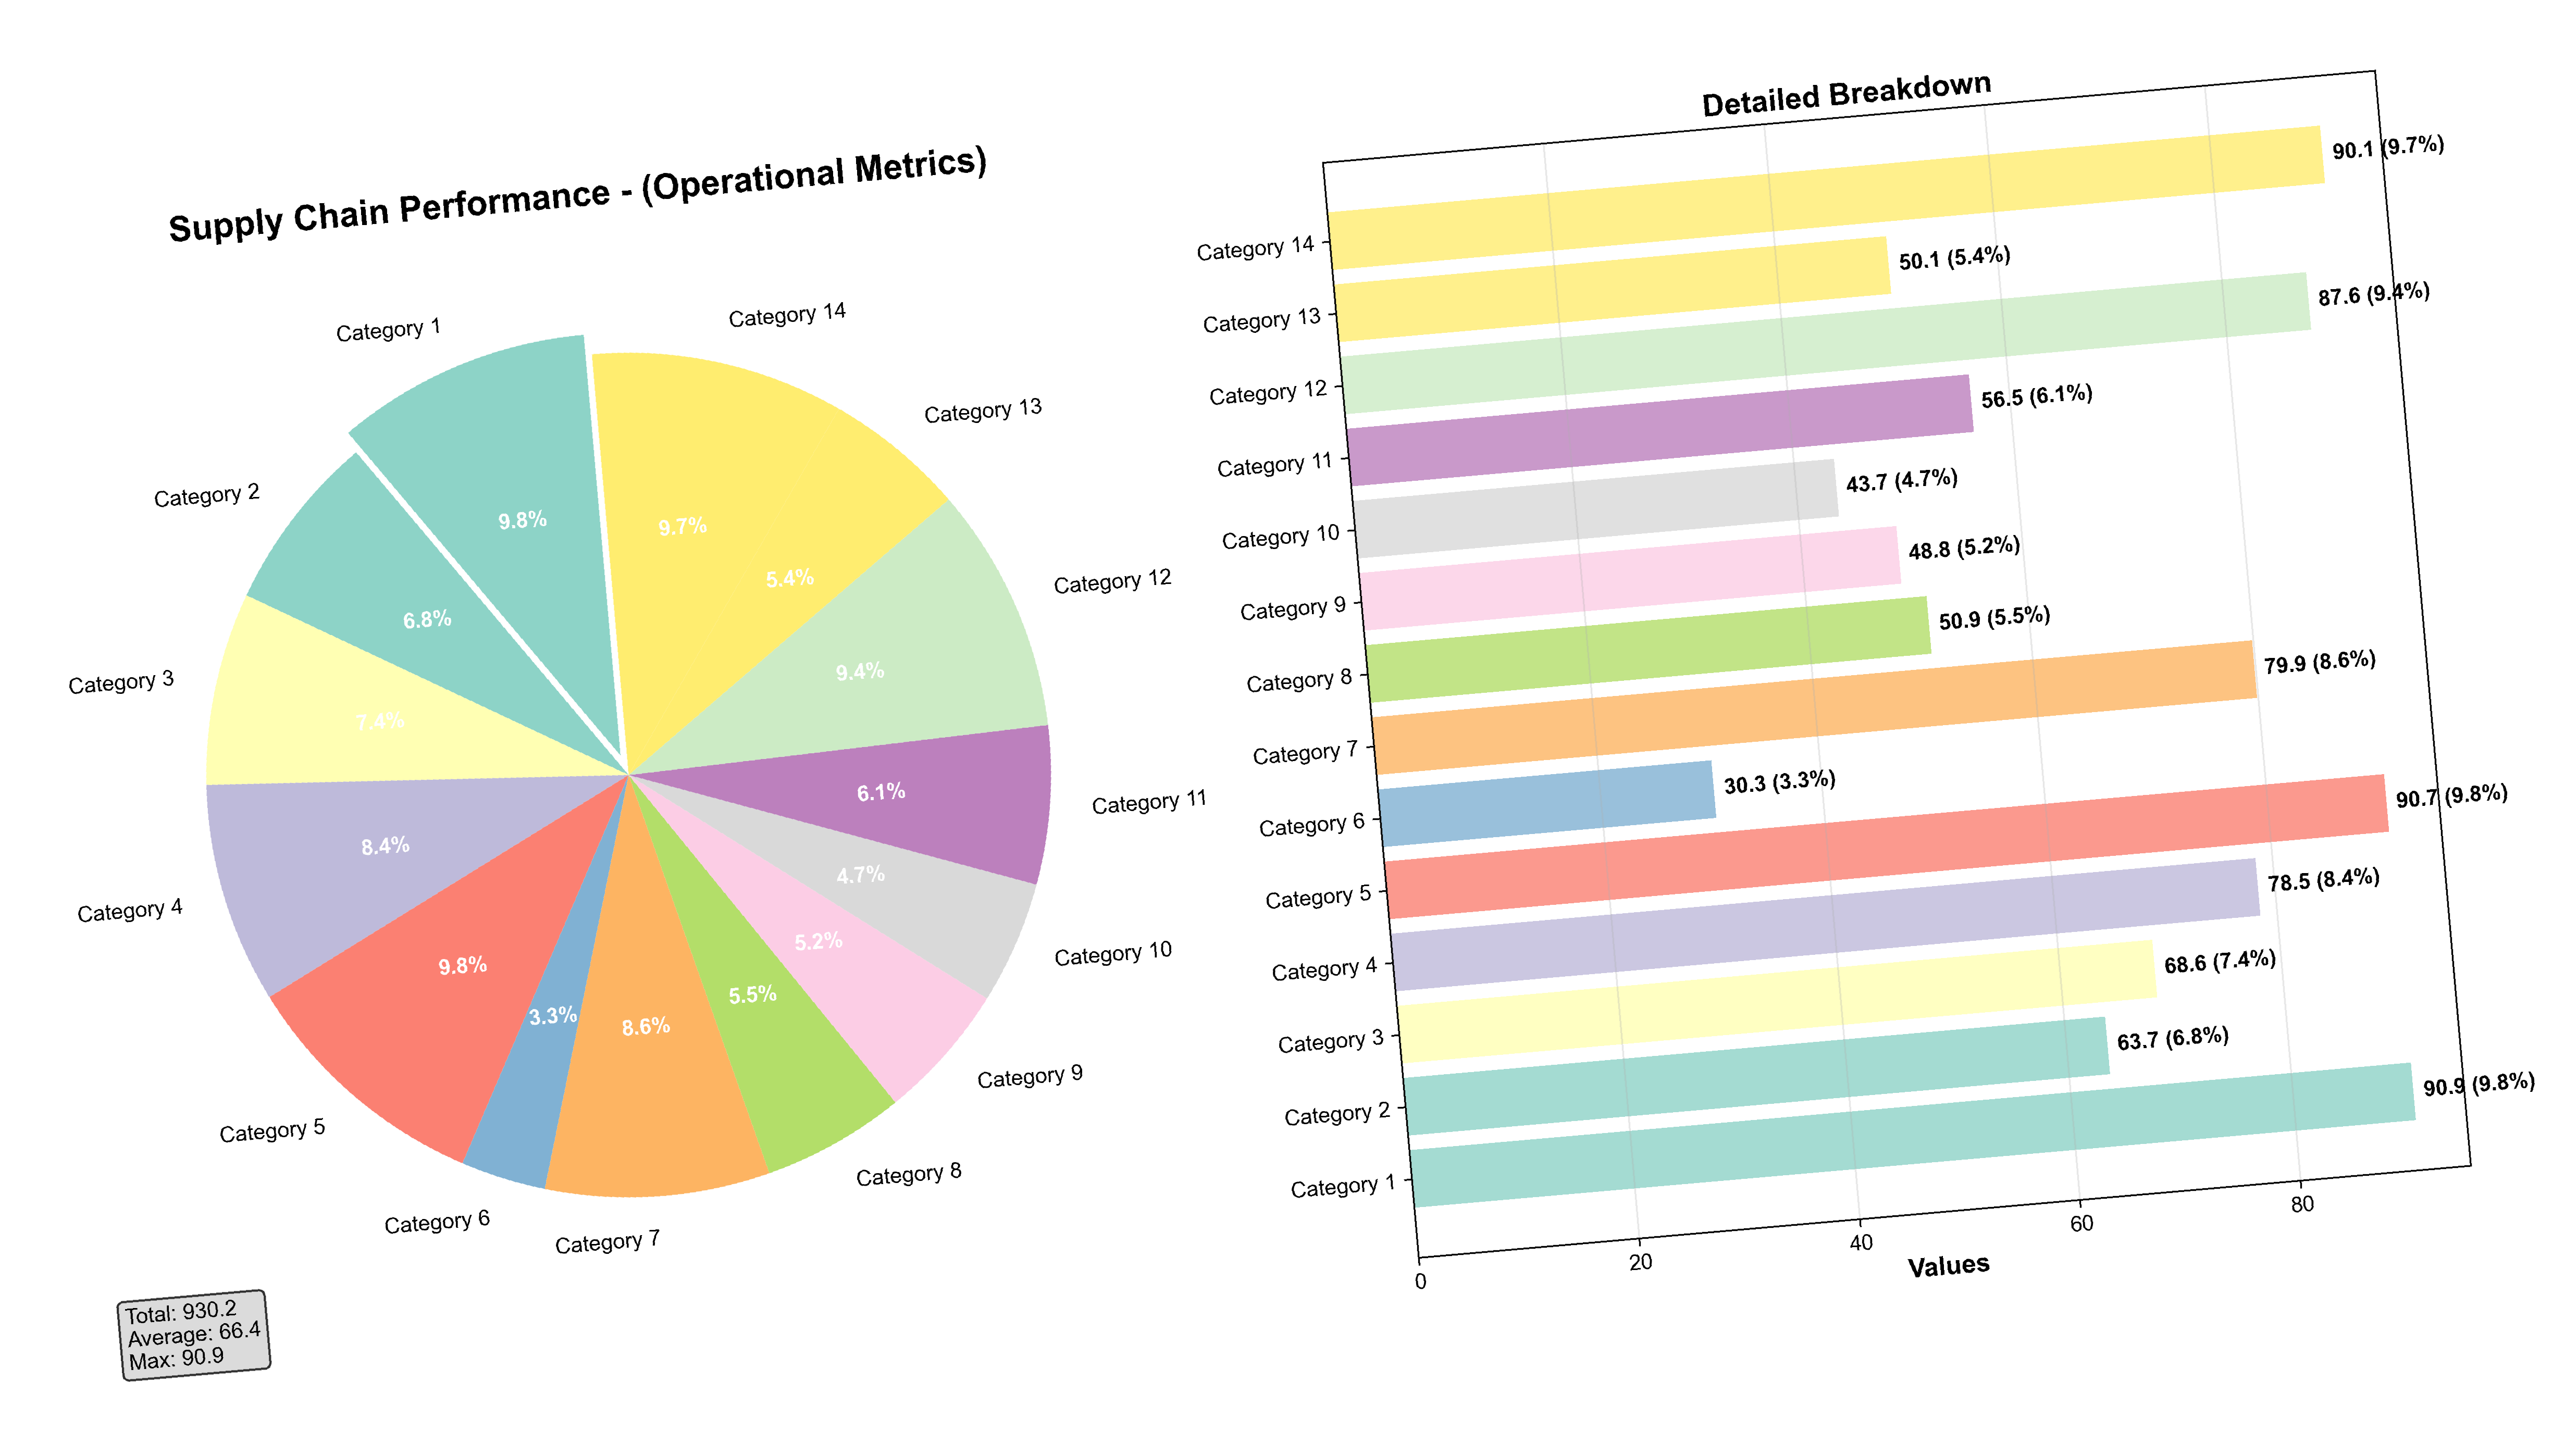 Supply Chain Performance - (Operational Metrics)
Category 1
Category 2
Category 3
Category 4
Category 5
Category 6
Category 7
Category 8
Category 9
Category 10
Category 11
Category 12
Category 13
Category 14
9.8%
6.8%
7.4%
8.4%
9.8%
3.3%
8.6%
5.5%
5.2%
4.7%
6.1%
9.4%
5.4%
9.7%
Total: 930.2
Average: 66.4
Max: 90.9
Detailed Breakdown
Category 14
90.1 (9.7%)
Category 13
50.1 (5.4%)
Category 12
87.6 (9.4%)
Category 11
56.5 (6.1%)
Category 10
43.7 (4.7%)
Category 9
48.8 (5.2%)
Category 8
50.9 (5.5%)
Category 7
79.9 (8.6%)
Category 6
30.3 (3.3%)
Category 5
90.7 (9.8%)
Category 4
78.5 (8.4%)
Category 3
68.6 (7.4%)
Category 2
63.7 (6.8%)
Category 1
90.9 (9.8%)
0
20
40
60
80
Values